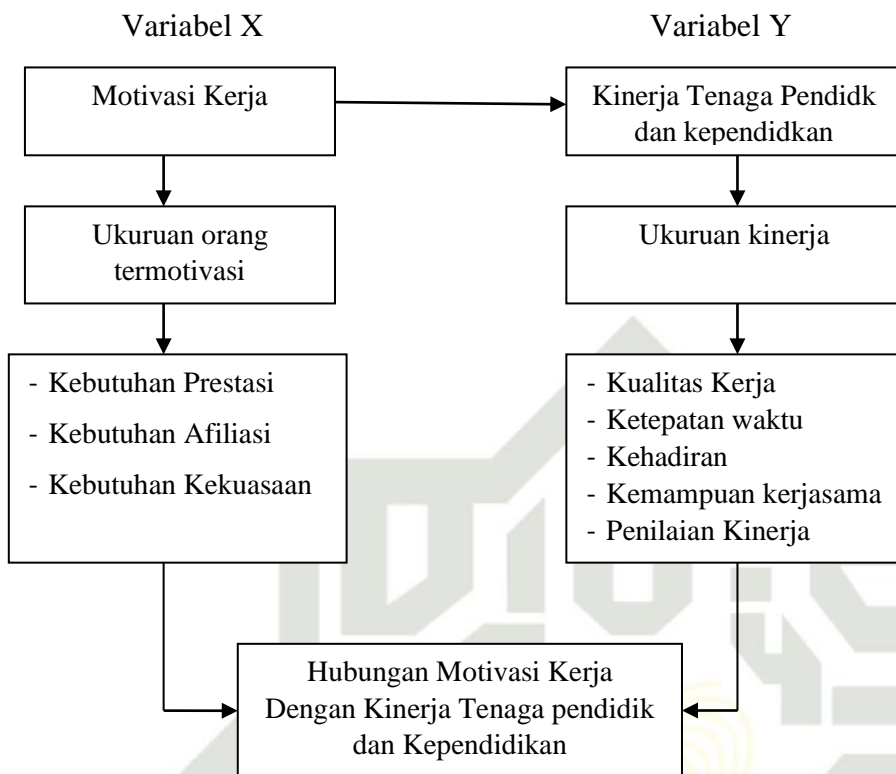 Variabel X
Variabel Y
Motivasi Kerja
Kinerja Tenaga Pendidk
dan kependidkan
Ukuruan orang
termotivasi
Ukuruan kinerja
- Kebutuhan Prestasi
- Kebutuhan Afiliasi
- Kebutuhan Kekuasaan
- Kualitas Kerja
- Ketepatan waktu
- Kehadiran
- Kemampuan kerjasama
- Penilaian Kinerja
Hubungan Motivasi Kerja
Dengan Kinerja Tenaga pendidik
dan Kependidikan